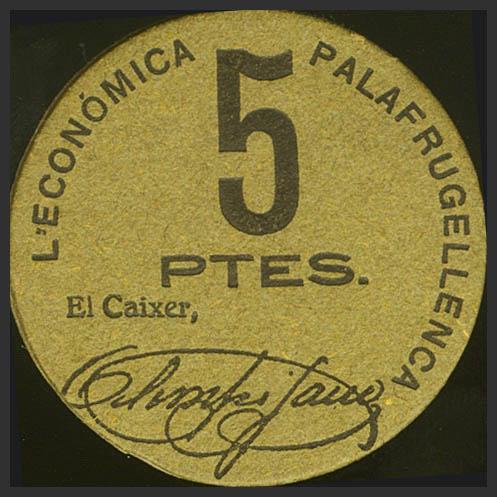 L'ECONÓMICA PALAFRUGELLENCA
5
PTES.
El Caixer,